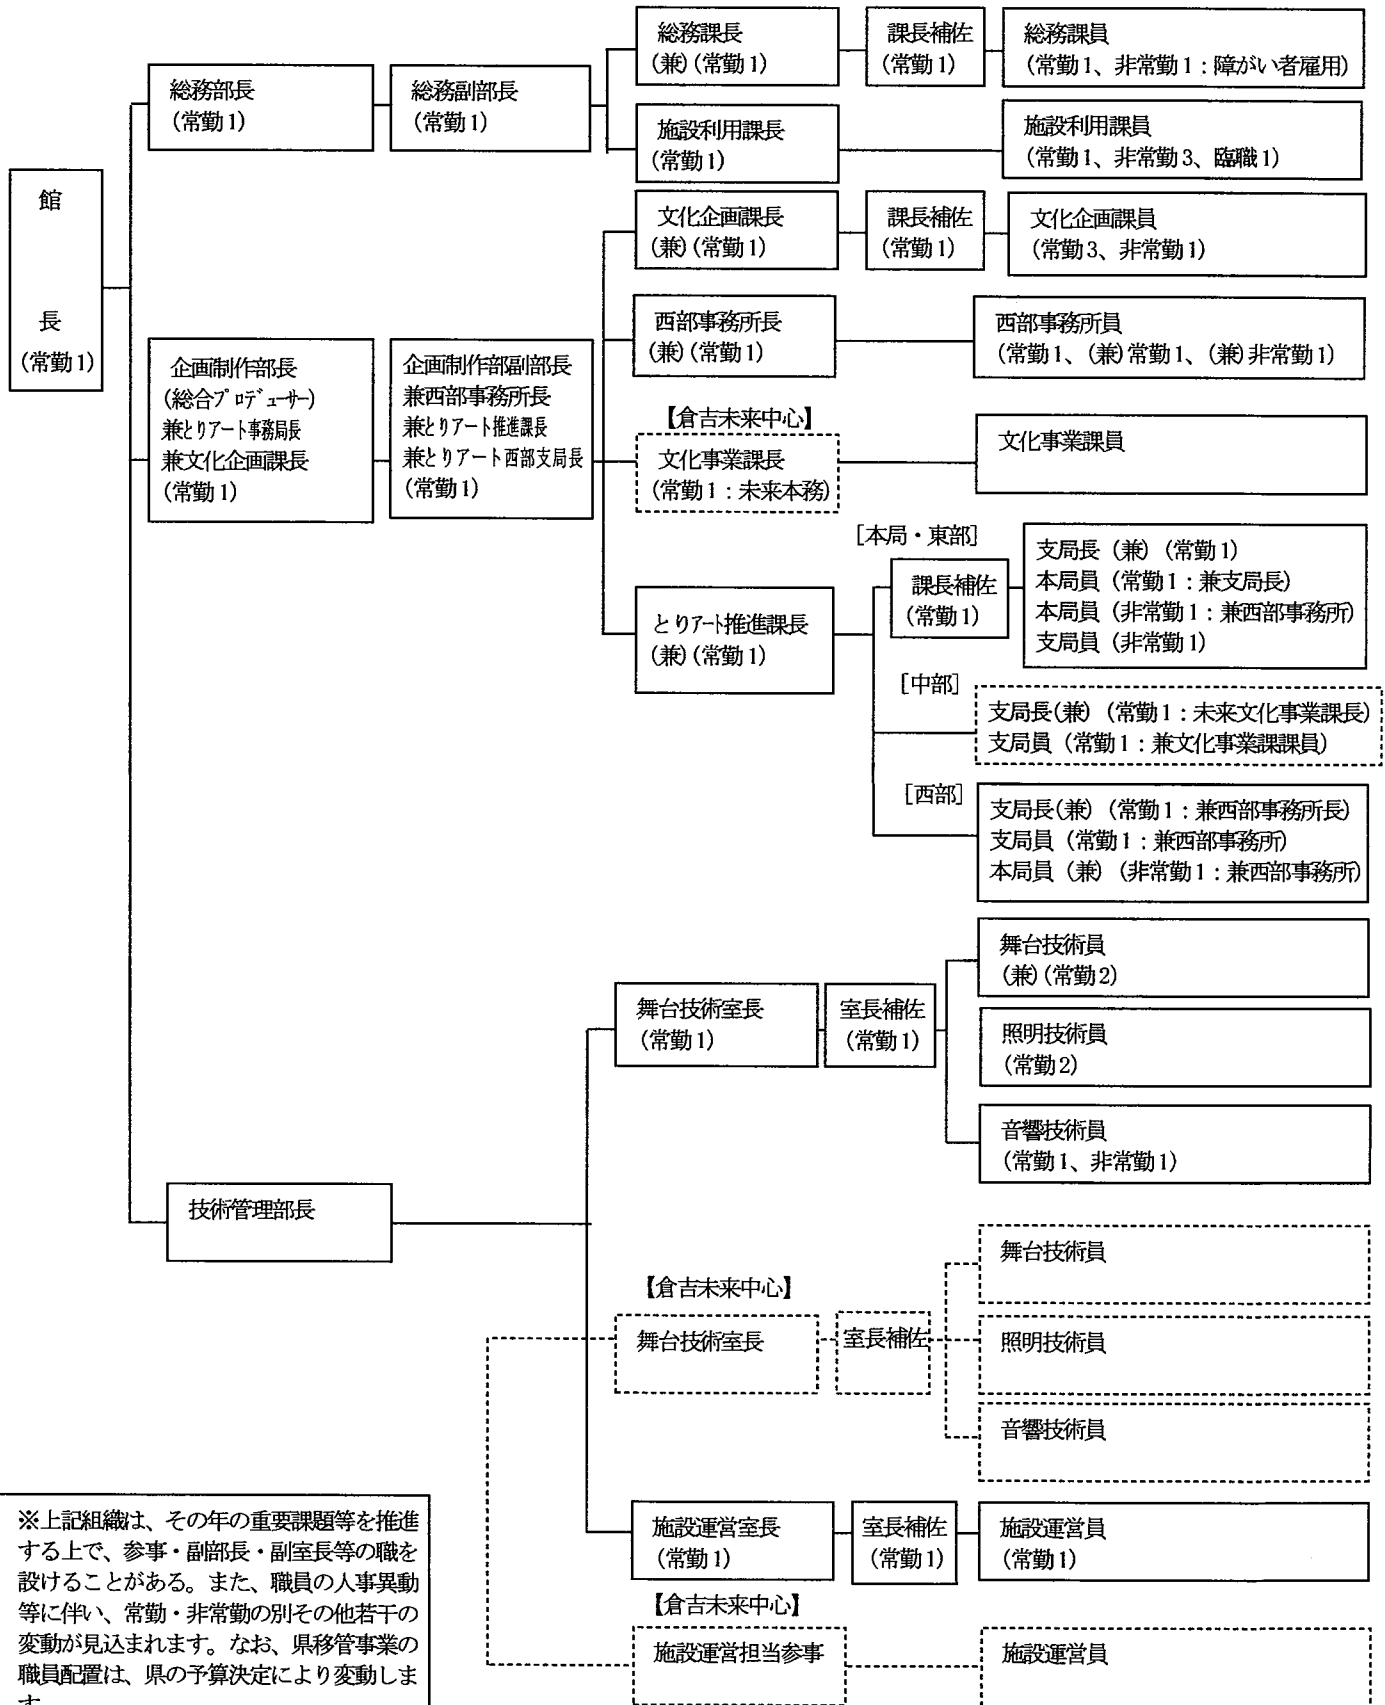 館
長
(常勤1)
総務部長
(常勤1)
総務副部長
(常勤1)
総務課長
(兼)(常勤1)
課長補佐
(常勤1)
総務課員
(常勤1、非常勤1：障がい者雇用)
施設利用課長
(常勤1)
施設利用課員
(常勤1、非常勤3、臨職1)
企画制作部長
(総合プロデューサー)
兼とりアート事務局長
兼文化企画課長
(常勤1)
企画制作部副部長
兼西部事務所長
兼とりアート推進課長
兼とりアート西部支局長
(常勤1)
文化企画課長
(兼)(常勤1)
課長補佐
(常勤1)
文化企画課員
(常勤3、非常勤1)
西部事務所長
(兼)(常勤1)
西部事務所員
(常勤1、(兼)常勤1、(兼)非常勤1)
【倉吉未来中心】
文化事業課長
(常勤1：未来本務)
文化事業課員
とりアート推進課長
(兼)(常勤1)
[本局・東部]
課長補佐
(常勤1)
支局長（兼）（常勤1）
本局員（常勤1：兼支局長）
本局員（非常勤1：兼西部事務所）
支局員（非常勤1）
[中部]
支局長(兼)（常勤1：未来文化事業課長）
支局員（常勤1：兼文化事業課課員）
[西部]
支局長(兼)（常勤1：兼西部事務所長）
支局員（常勤1：兼西部事務所）
本局員（兼）（非常勤1：兼西部事務所）
技術管理部長
舞台技術室長
(常勤1)
室長補佐
(常勤1)
舞台技術員
(兼)(常勤2)
照明技術員
(常勤2)
音響技術員
(常勤1、非常勤1)
【倉吉未来中心】
舞台技術室長
室長補佐
舞台技術員
照明技術員
音響技術員
施設運営室長
(常勤1)
室長補佐
(常勤1)
施設運営員
(常勤1)
【倉吉未来中心】
施設運営担当参事
施設運営員
※上記組織は、その年の重要課題等を推進
する上で、参事・副部長・副室長等の職を
設けることがある。また、職員の人事異動
等に伴い、常勤・非常勤の別その他若干の
変動が見込まれます。なお、県移管事業の
職員配置は、県の予算決定により変動しま
す